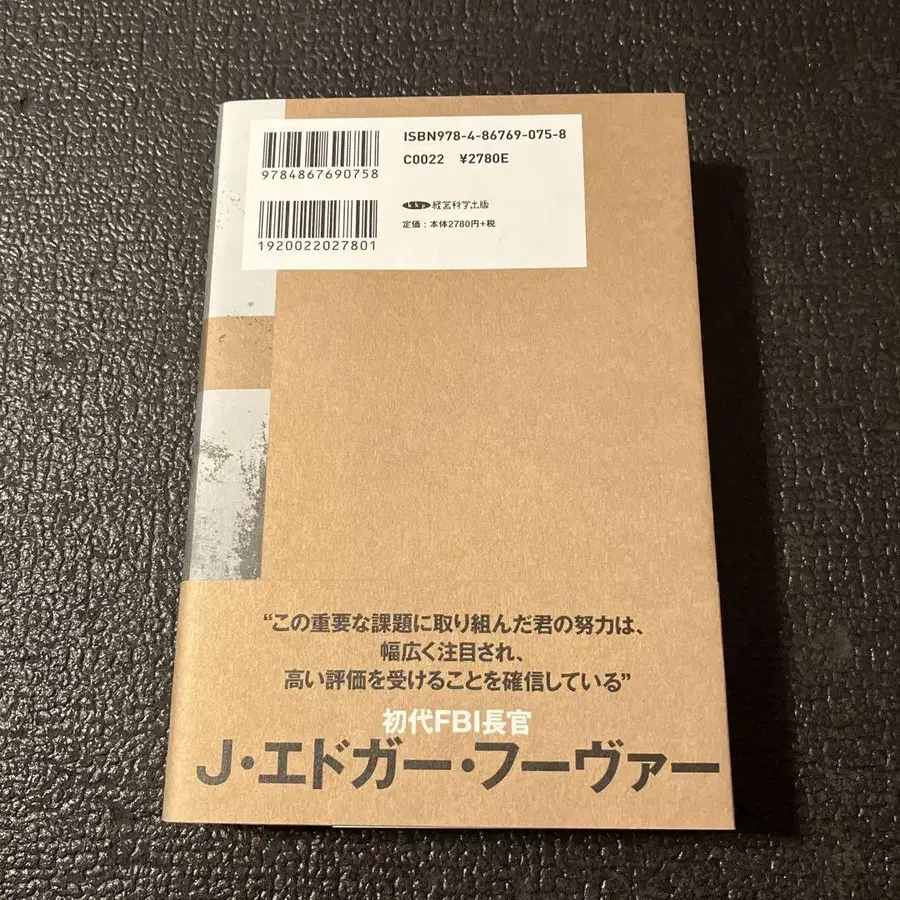 ISBN978-4-86769-075-8
C0022 ¥2780E
9784867690758
kkp 経営科学出版
定価：本体2780円+税
1920022027801
“この重要な課題に取り組んだ君の努力は、
幅広く注目され、
高い評価を受けることを確信している”
初代FBI長官
J・エドガー・フーヴァー